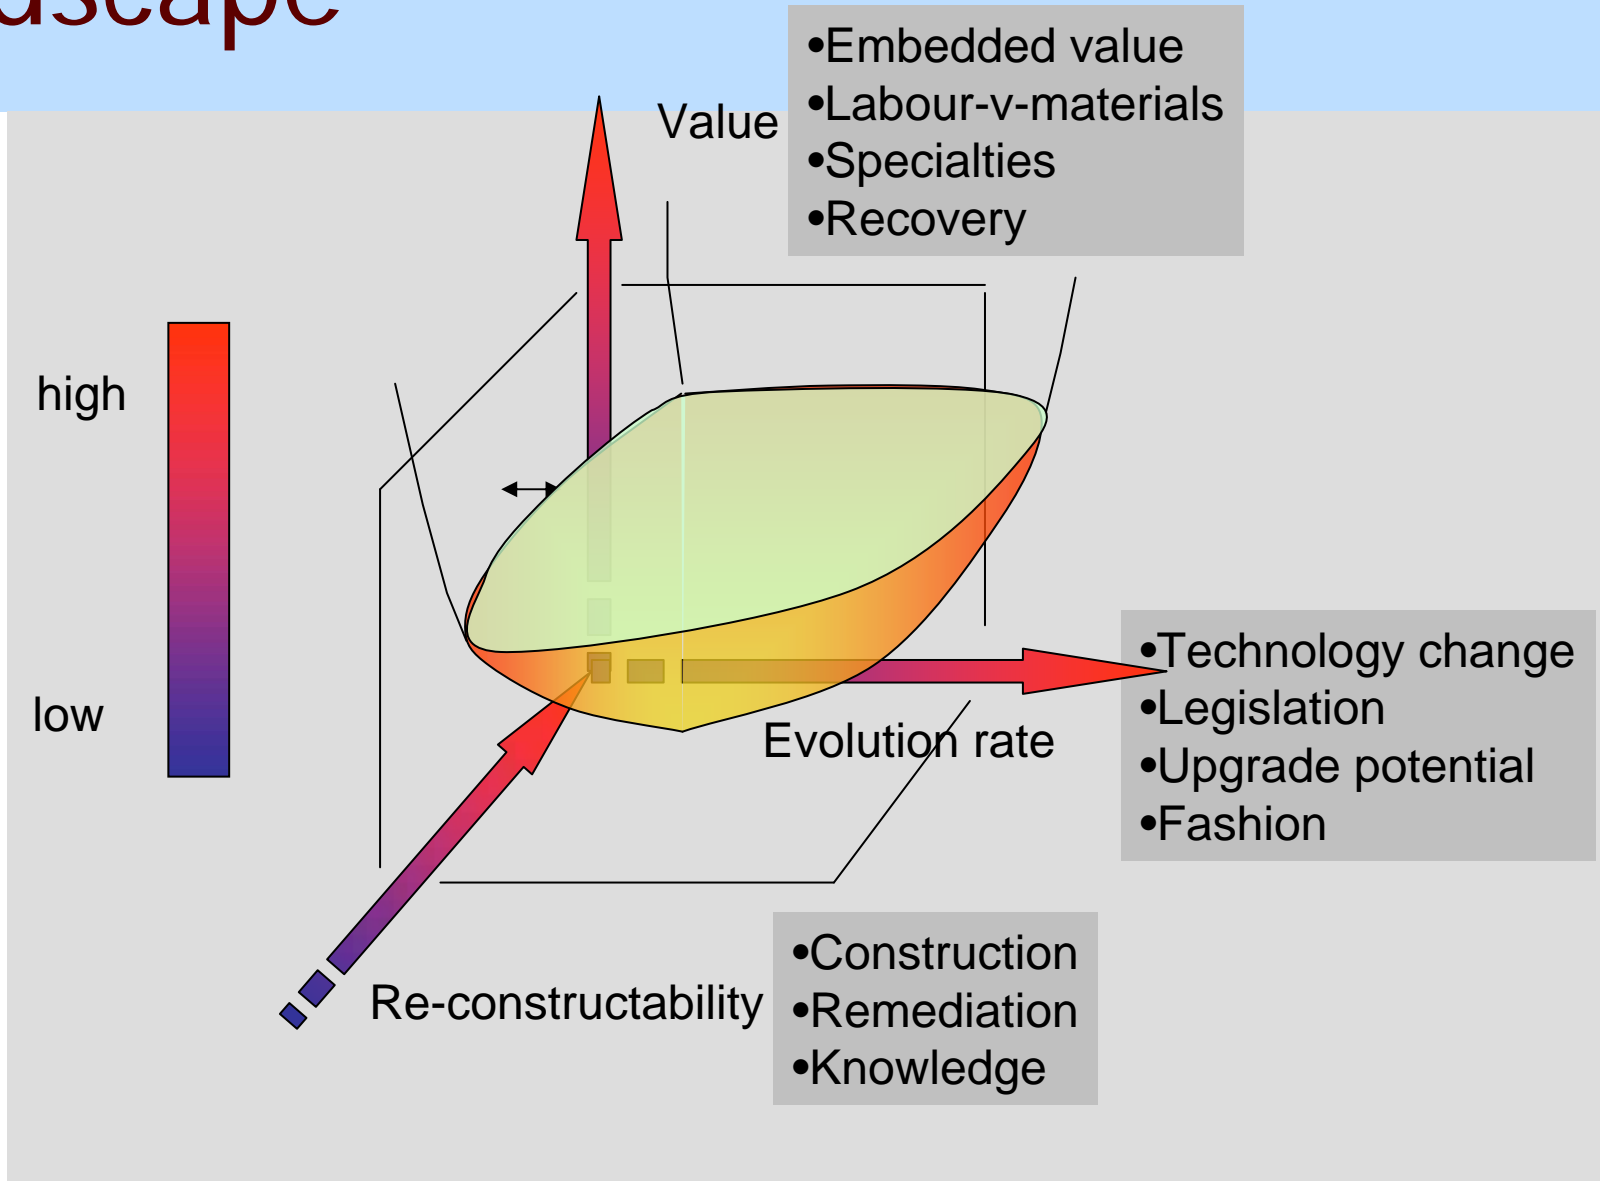 Value
•Embedded value
•Labour-v-materials
•Specialties
•Recovery
high
low
Evolution rate
•Technology change
•Legislation
•Upgrade potential
•Fashion
Re-constructability
•Construction
•Remediation
•Knowledge